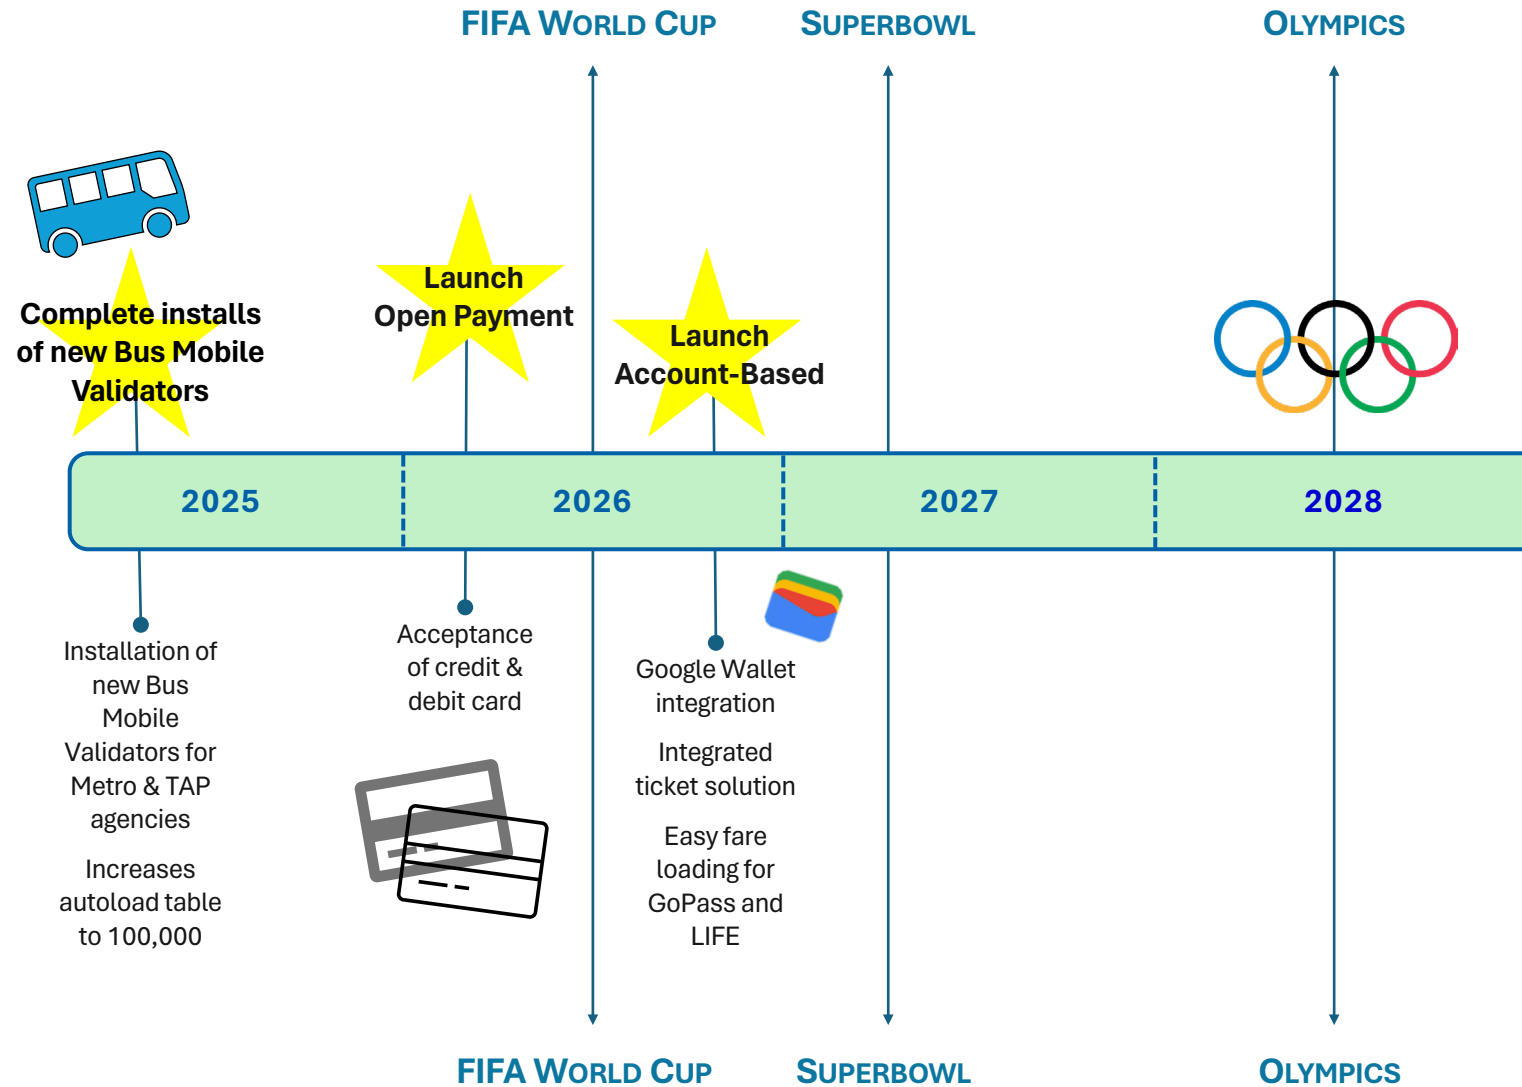 FIFA WORLD CUP
SUPERBOWL
OLYMPICS
Complete installs
of new Bus Mobile
Validators
Launch
Open Payment
Launch
Account-Based
2025
2026
2027
2028
Installation of
new Bus
Mobile
Validators for
Metro & TAP
agencies
Increases
autoload table
to 100,000
Acceptance
of credit &
debit card
Google Wallet
integration
Integrated
ticket solution
Easy fare
loading for
GoPass and
LIFE
FIFA WORLD CUP
SUPERBOWL
OLYMPICS